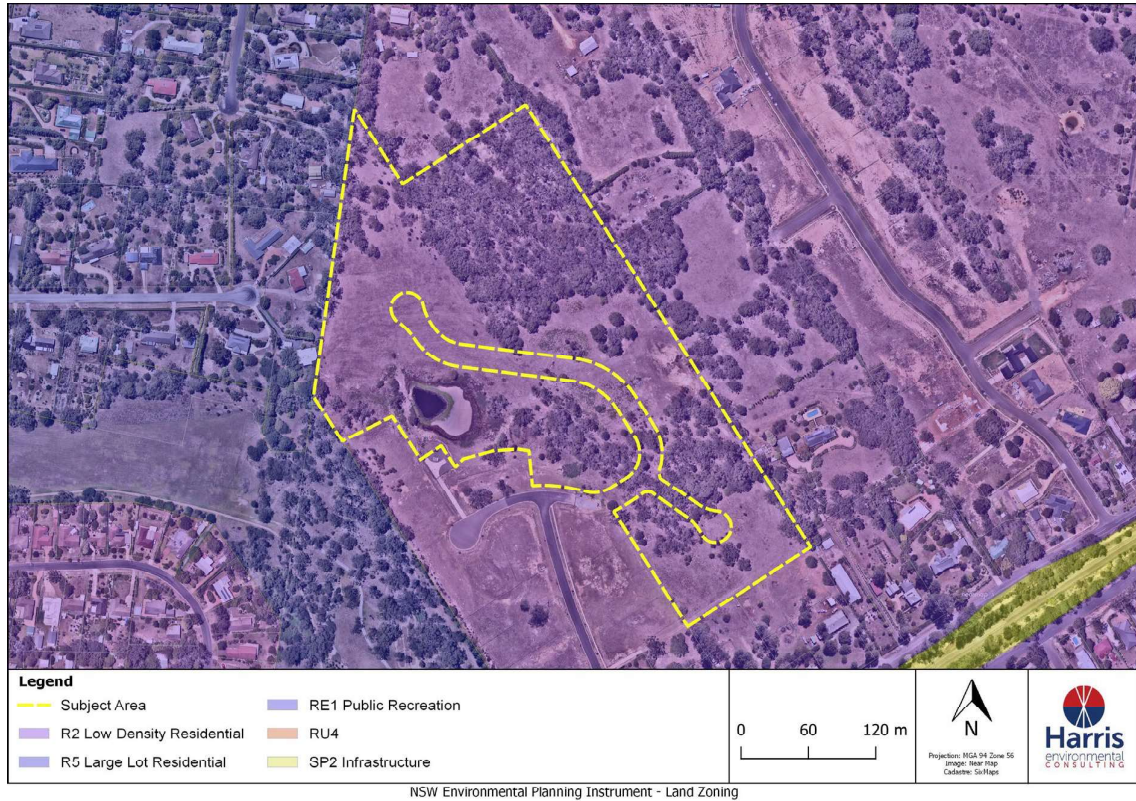 Legend
Subject Area
R2 Low Density Residential
R5 Large Lot Residential
RE1 Public Recreation
RU4
SP2 Infrastructure
0 60 120 m
N
Projection: MGA 94 Zone 56
Image: Near Map
Cadastre: SixMaps
Harris
environmental
CONSULTING
NSW Environmental Planning Instrument - Land Zoning